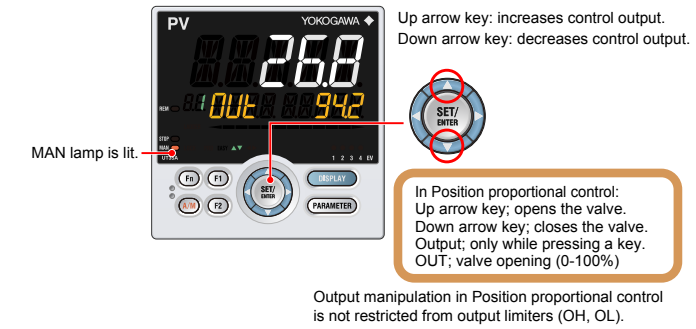 PV
YOKOGAWA
26.8
REM
1 OUt 94.2
STOP
MAN
UT35A
1 2 3 4 EV
Fn
F1
DISPLAY
SET/
ENTER
A/M
F2
PARAMETER
MAN lamp is lit.
Up arrow key: increases control output.
Down arrow key: decreases control output.
SET/
ENTER
In Position proportional control:
Up arrow key; opens the valve.
Down arrow key; closes the valve.
Output; only while pressing a key.
OUT; valve opening (0-100%)
Output manipulation in Position proportional control
is not restricted from output limiters (OH, OL).